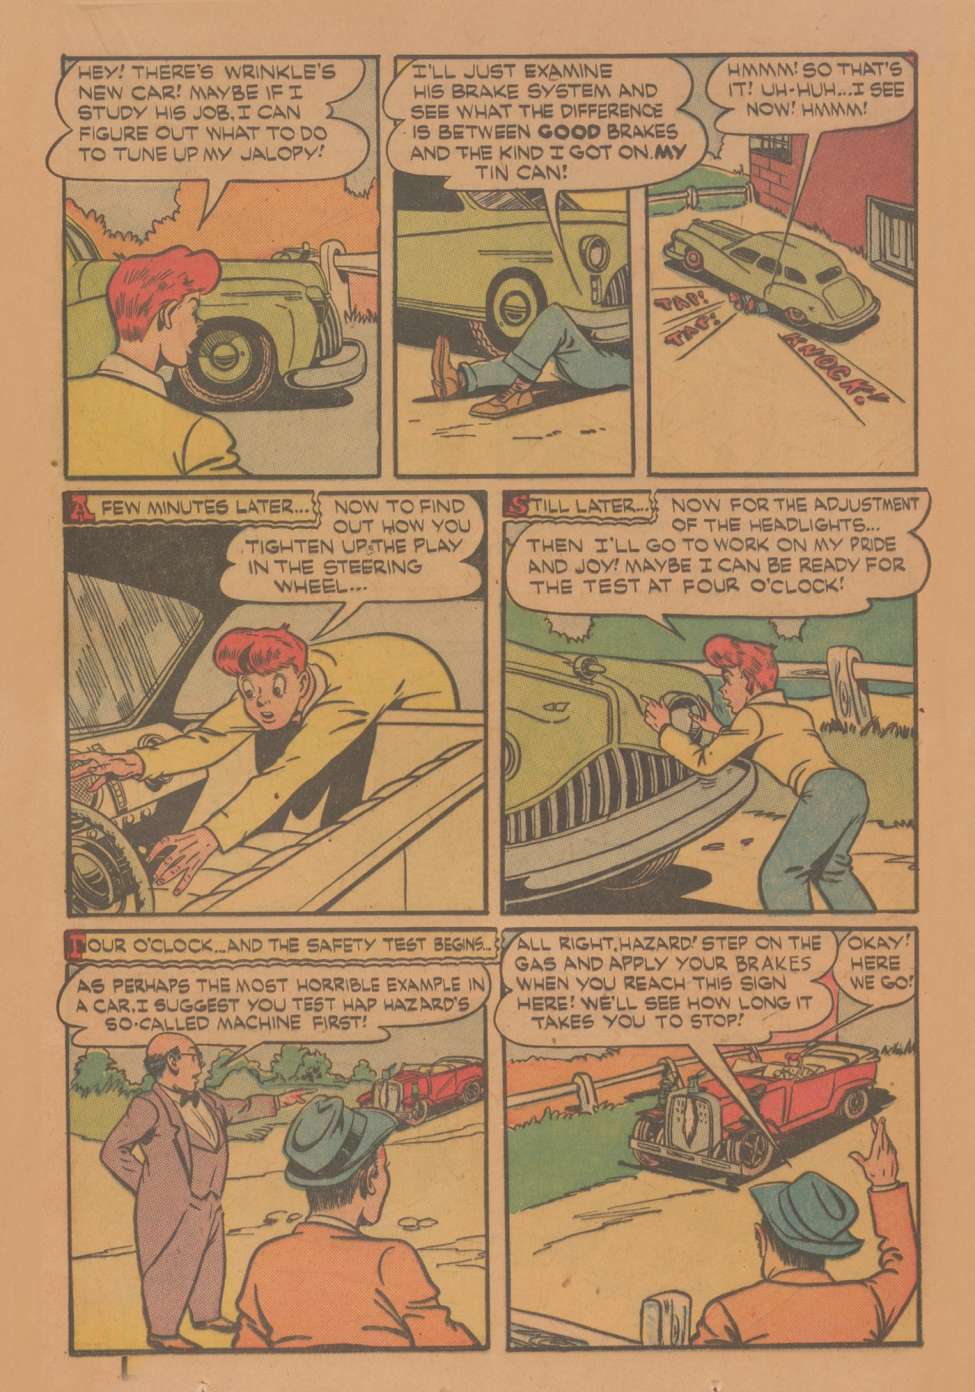 HEY! THERE'S WRINKLE'S
NEW CAR! MAYBE IF I
STUDY HIS JOB, I CAN
FIGURE OUT WHAT TO DO
TO TUNE UP MY JALOPY!
I'LL JUST EXAMINE
HIS BRAKE SYSTEM AND
SEE WHAT THE DIFFERENCE
IS BETWEEN GOOD BRAKES
AND THE KIND I GOT ON MY
TIN CAN!
HMMM! SO THAT'S
IT! UH-HUH...I SEE
NOW! HMMM!
TAP!
TAP!
KNOCK!
A FEW MINUTES LATER...
NOW TO FIND
OUT HOW YOU
TIGHTEN UP THE PLAY
IN THE STEERING
WHEEL...
STILL LATER...
NOW FOR THE ADJUSTMENT
OF THE HEADLIGHTS...
THEN I'LL GO TO WORK ON MY PRIDE
AND JOY! MAYBE I CAN BE READY FOR
THE TEST AT FOUR O'CLOCK!
FOUR O'CLOCK...AND THE SAFETY TEST BEGINS...
AS PERHAPS THE MOST HORRIBLE EXAMPLE IN
A CAR, I SUGGEST YOU TEST HAP HAZARD'S
SO-CALLED MACHINE FIRST!
ALL RIGHT, HAZARD! STEP ON THE
GAS AND APPLY YOUR BRAKES
WHEN YOU REACH THIS SIGN
HERE! WE'LL SEE HOW LONG IT
TAKES YOU TO STOP!
OKAY!
HERE
WE GO!